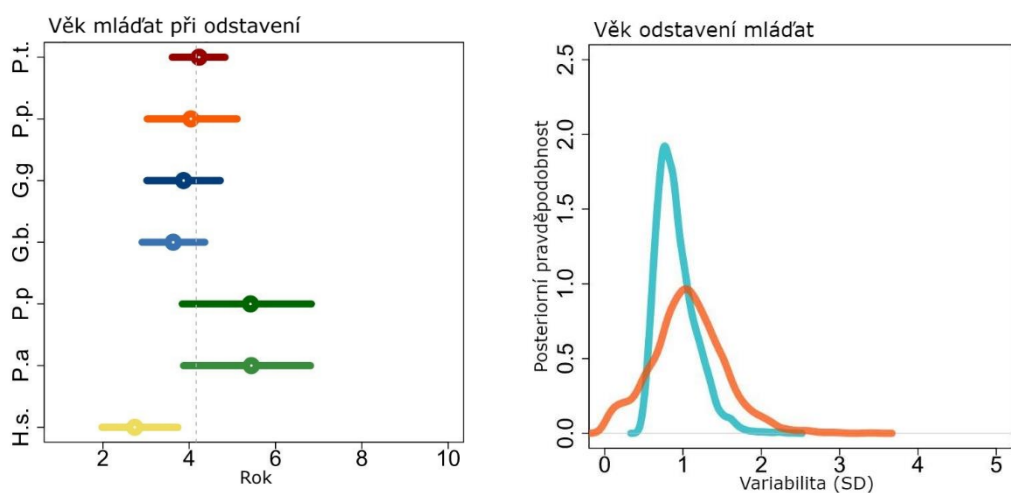 Věk mláďat při odstavení
P.t.
P.p.
G.g
G.b.
P.p
P.a
H.s.
2 4 6 8 10
Rok
Věk odstavení mláďat
Posteriorní pravděpodobnost
2.5
2.0
1.5
1.0
0.5
0.0
0 1 2 3 4 5
Variabilita (SD)